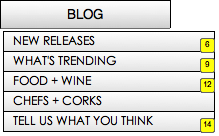 BLOG
NEW RELEASES 6
WHAT'S TRENDING 9
FOOD + WINE 12
CHEFS + CORKS
TELL US WHAT YOU THINK 14